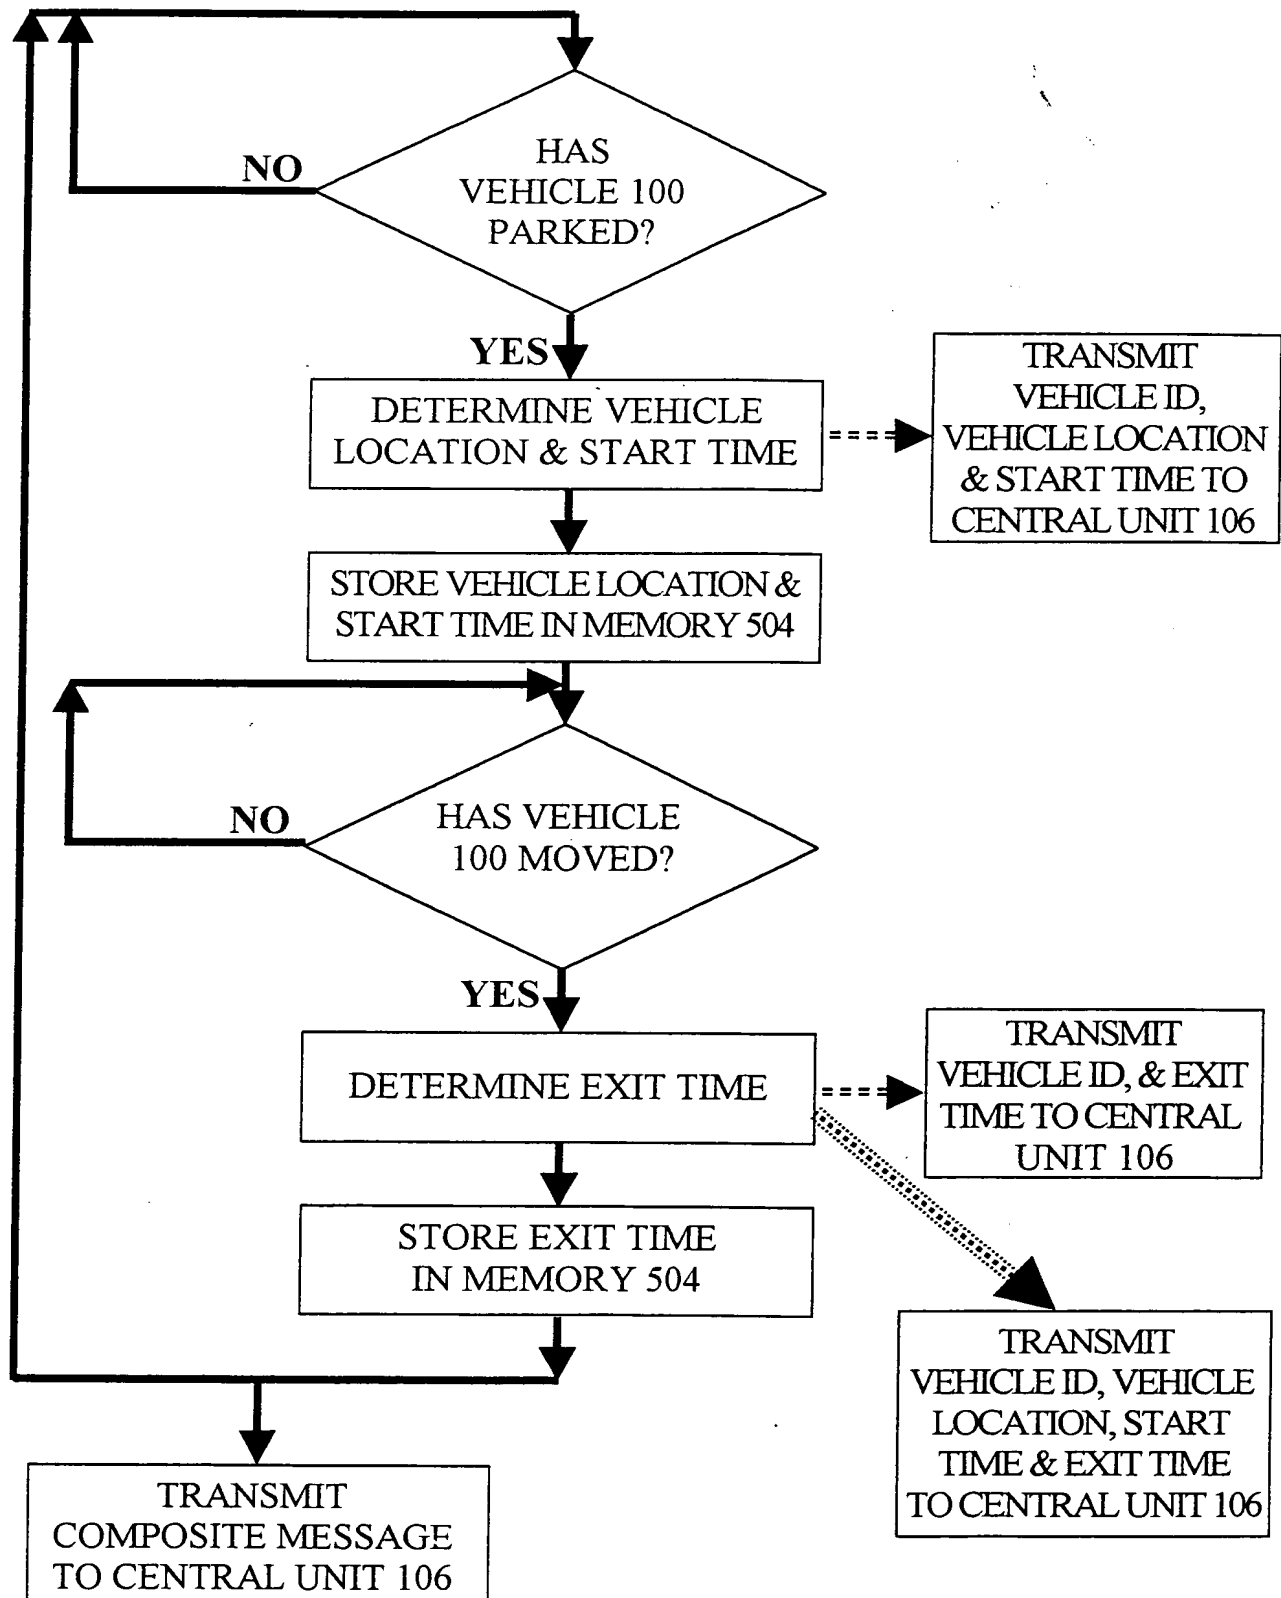 HAS
VEHICLE 100
PARKED?
NO
YES
DETERMINE VEHICLE
LOCATION & START TIME
TRANSMIT
VEHICLE ID,
VEHICLE LOCATION
& START TIME TO
CENTRAL UNIT 106
STORE VEHICLE LOCATION &
START TIME IN MEMORY 504
NO
HAS VEHICLE
100 MOVED?
YES
DETERMINE EXIT TIME
TRANSMIT
VEHICLE ID, & EXIT
TIME TO CENTRAL
UNIT 106
STORE EXIT TIME
IN MEMORY 504
TRANSMIT
VEHICLE ID, VEHICLE
LOCATION, START
TIME & EXIT TIME
TO CENTRAL UNIT 106
TRANSMIT
COMPOSITE MESSAGE
TO CENTRAL UNIT 106